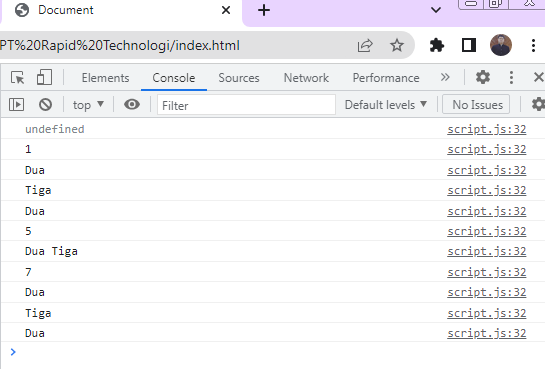 Document
PT%20Rapid%20Technologi/index.html
Elements Console Sources Network Performance
top Filter Default levels No Issues
undefined script.js:32
1 script.js:32
Dua script.js:32
Tiga script.js:32
Dua script.js:32
5 script.js:32
Dua Tiga script.js:32
7 script.js:32
Dua script.js:32
Tiga script.js:32
Dua script.js:32